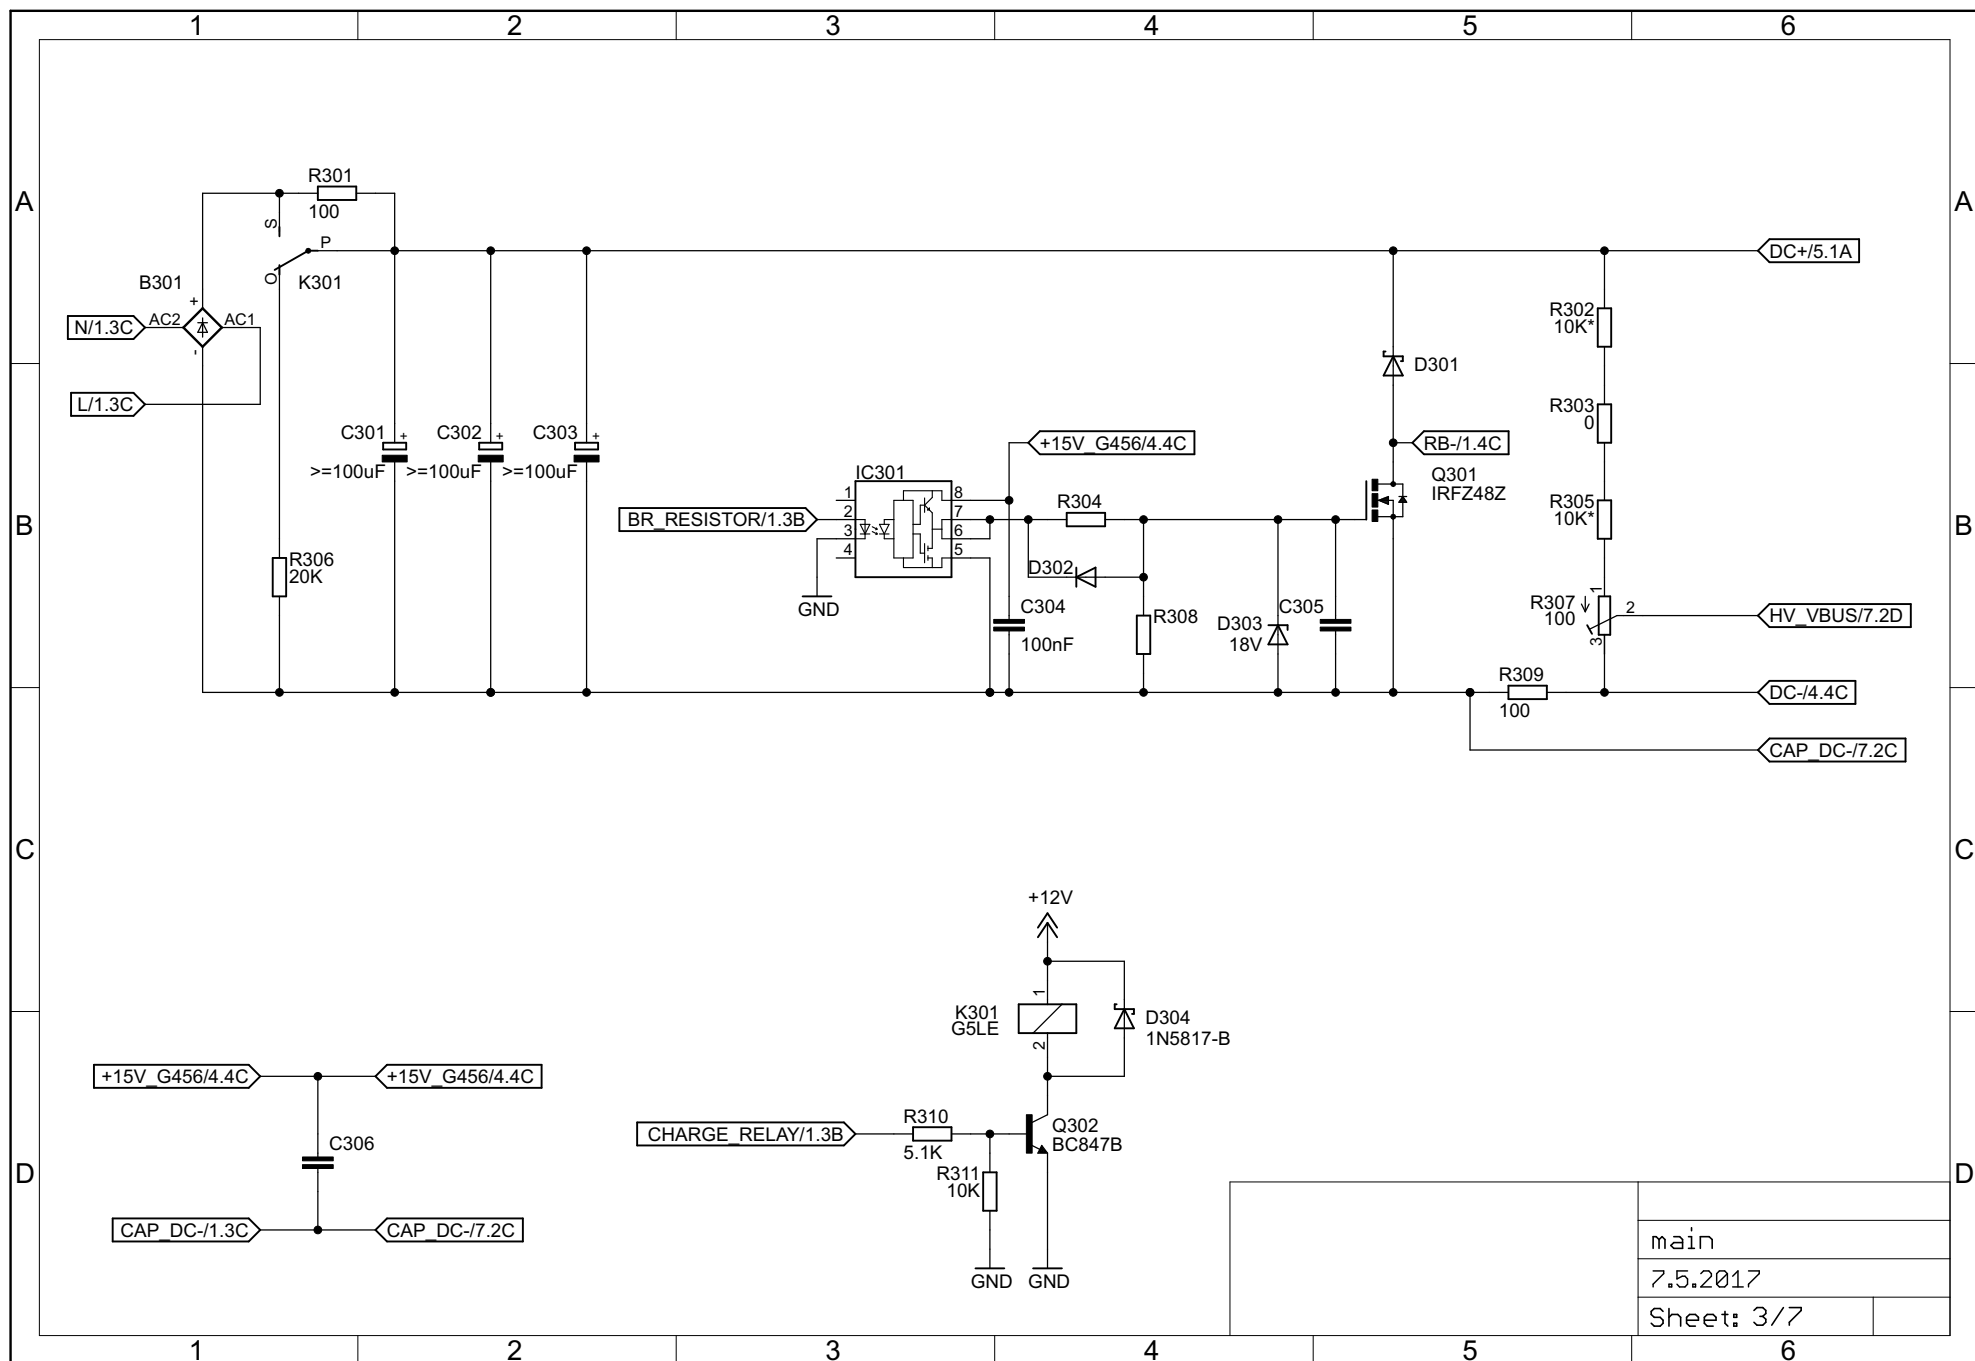 1 2 3 4 5 6
A A
R301
100
S
P
O
K301
DC+/5.1A
B301
+
N/1.3C AC2 AC1
-
R302
10K*
D301
L/1.3C
R303
0
C301 + C302 + C303 +
>=100uF >=100uF >=100uF
+15V_G456/4.4C
RB-/1.4C
IC301
Q301
IRFZ48Z
1 8
2 7
3 6
4 5
BR_RESISTOR/1.3B
R304
R305
10K*
B B
R306
20K
D302
GND
C304
100nF
R308
D303
18V
C305
R307
100
1
2
3
HV_VBUS/7.2D
R309
100
DC-/4.4C
CAP_DC-/7.2C
C C
+12V
1
K301
G5LE
2
D304
1N5817-B
+15V_G456/4.4C +15V_G456/4.4C
C306
CAP_DC-/1.3C CAP_DC-/7.2C
CHARGE_RELAY/1.3B
R310
5.1K
Q302
BC847B
R311
10K
GND GND
D D
main
7.5.2017
Sheet: 3/7
1 2 3 4 5 6